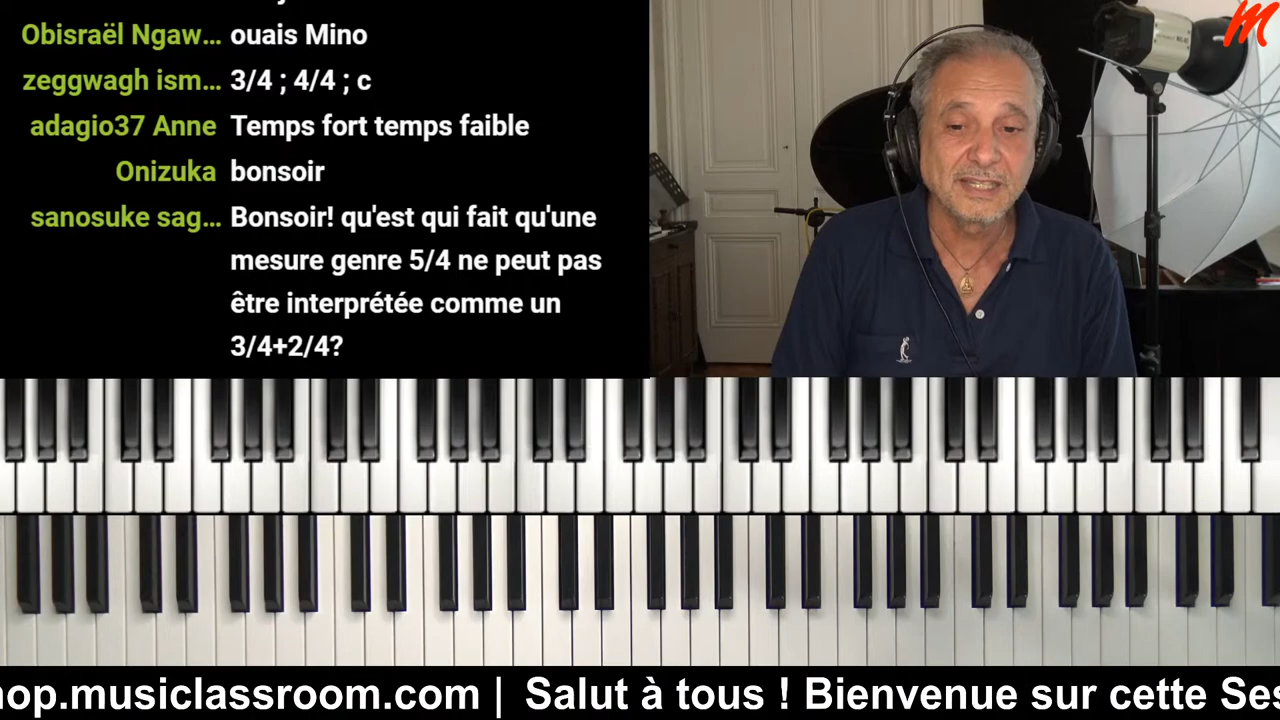 Obisraël Ngaw… ouais Mino
zeggwagh ism… 3/4 ; 4/4 ; c
adagio37 Anne Temps fort temps faible
Onizuka bonsoir
sanosuke sag… Bonsoir! qu'est qui fait qu'une
mesure genre 5/4 ne peut pas
être interprétée comme un
3/4+2/4?
M
hop.musiclassroom.com | Salut à tous ! Bienvenue sur cette Ses